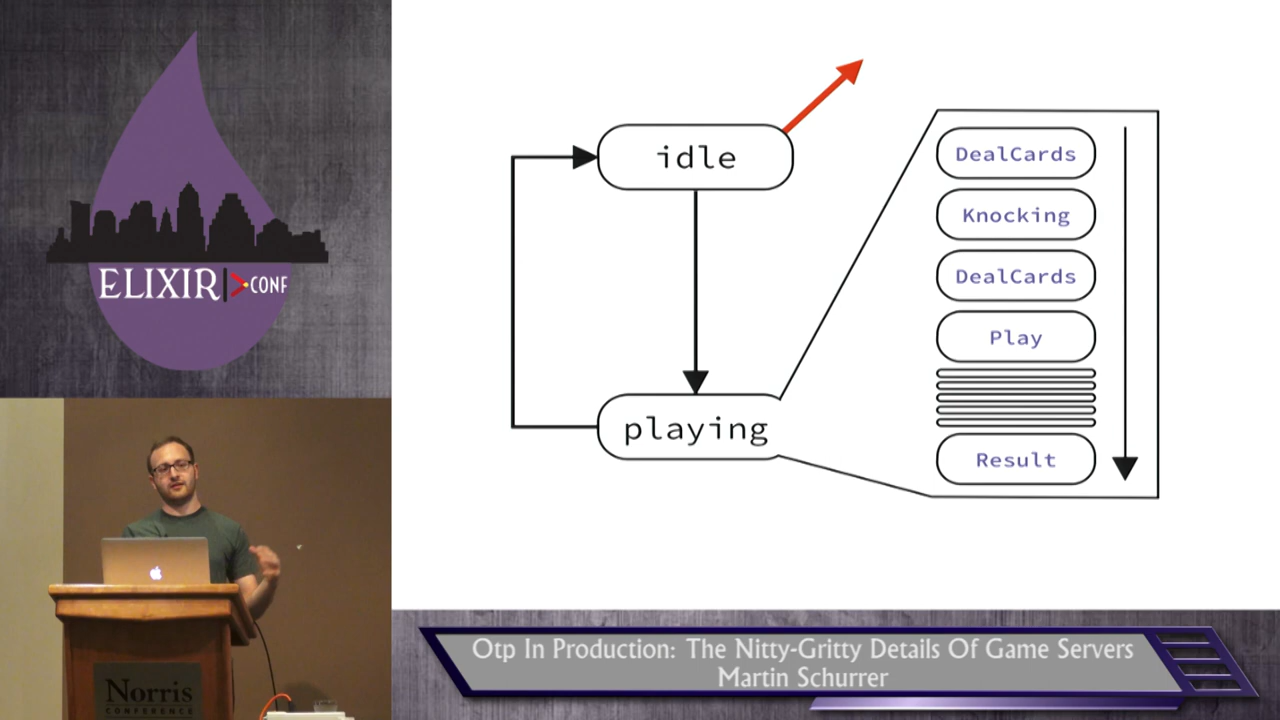 ELIXIR CONF
idle
playing
DealCards
Knocking
DealCards
Play
Result
Norris
CONFERENCE
Otp In Production: The Nitty-Gritty Details Of Game Servers
Martin Schurrer